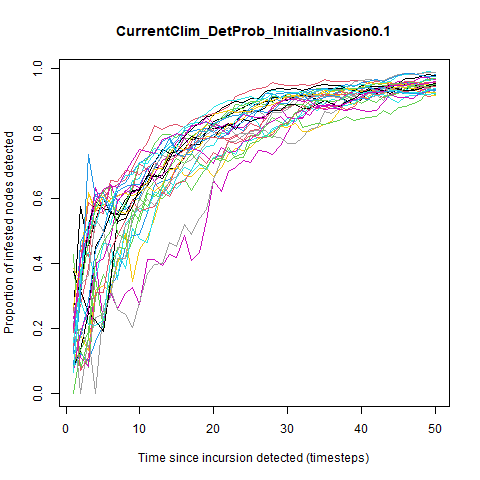 CurrentClim_DetProb_InitialInvasion0.1
Proportion of infested nodes detected
1.0
0.8
0.6
0.4
0.2
0.0
0 10 20 30 40 50
Time since incursion detected (timesteps)